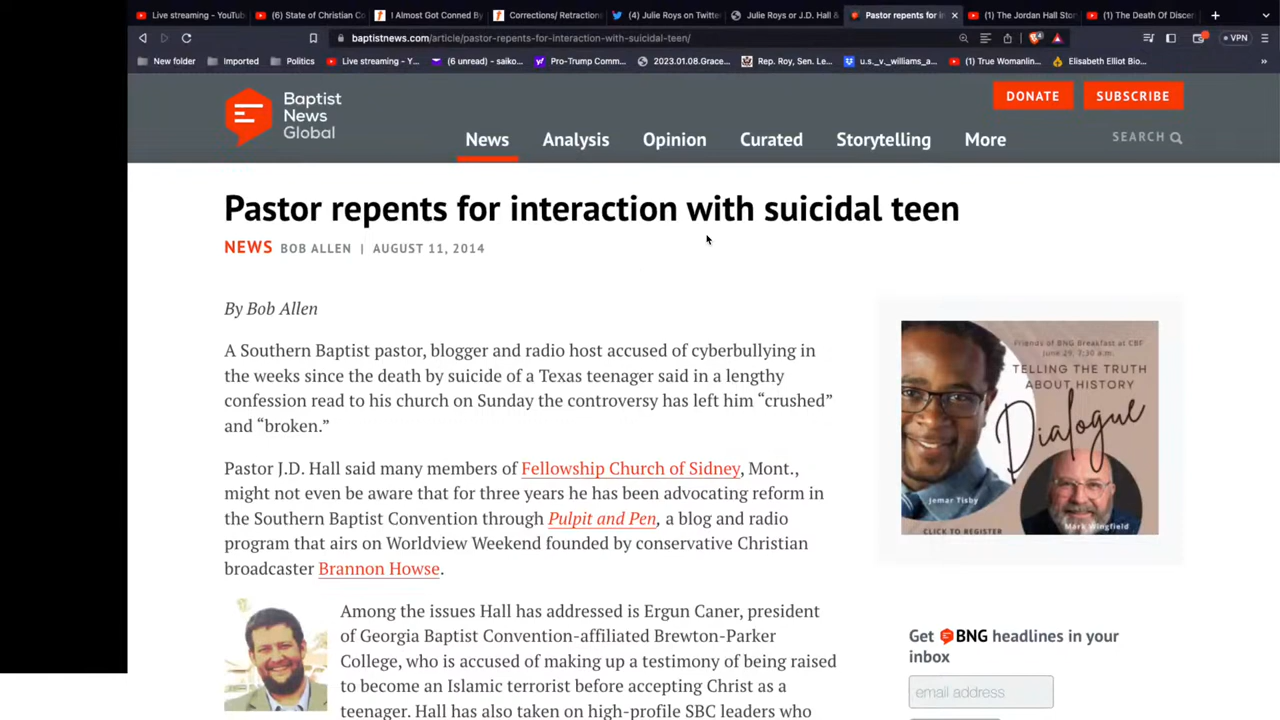 Live streaming - YouTub
(6) State of Christian Co
I Almost Got Conned By
Corrections/ Retractions
(4) Julie Roys on Twitte
Julie Roys or J.D. Hall &
Pastor repents for in
(1) The Jordan Hall Stor
(1) The Death Of Discer
baptistnews.com/article/pastor-repents-for-interaction-with-suicidal-teen/
VPN
New folder
Imported
Politics
Live streaming - Y...
(6 unread) - saiko...
Pro-Trump Comm...
2023.01.08.Grace...
Rep. Roy, Sen. Le...
u.s._v._williams_a...
(1) True Womanlin...
Elisabeth Elliot Bio...
DONATE
SUBSCRIBE
Baptist
News
Global
News
Analysis
Opinion
Curated
Storytelling
More
SEARCH
Pastor repents for interaction with suicidal teen
NEWS BOB ALLEN | AUGUST 11, 2014
By Bob Allen
A Southern Baptist pastor, blogger and radio host accused of cyberbullying in
the weeks since the death by suicide of a Texas teenager said in a lengthy
confession read to his church on Sunday the controversy has left him “crushed”
and “broken.”
Pastor J.D. Hall said many members of Fellowship Church of Sidney, Mont.,
might not even be aware that for three years he has been advocating reform in
the Southern Baptist Convention through Pulpit and Pen, a blog and radio
program that airs on Worldview Weekend founded by conservative Christian
broadcaster Brannon Howse.
Among the issues Hall has addressed is Ergun Caner, president
of Georgia Baptist Convention-affiliated Brewton-Parker
College, who is accused of making up a testimony of being raised
to become an Islamic terrorist before accepting Christ as a
teenager. Hall has also taken on high-profile SBC leaders who
Friends of BNG Breakfast at CBF
June 29, 7:30 a.m.
TELLING THE TRUTH
ABOUT HISTORY
Dialogue
Jemar Tisby
Mark Wingfield
CLICK TO REGISTER
Get BNG headlines in your
inbox
email address